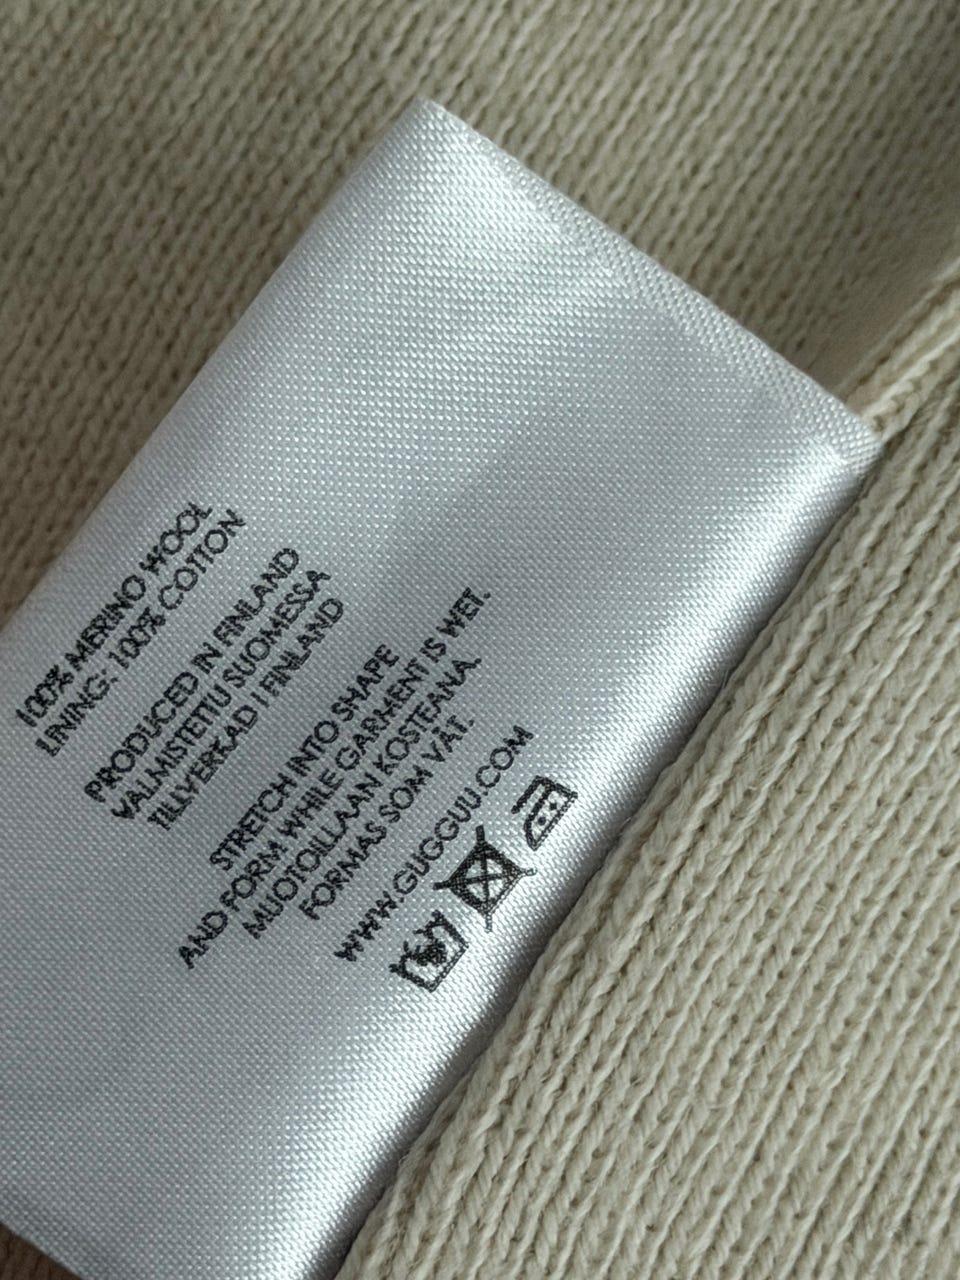 100% MERINO WOOL
LINING: 100% COTTON
PRODUCED IN FINLAND
VALMISTETTU SUOMESSA
TILLVERKAD I FINLAND
STRETCH INTO SHAPE
AND FORM WHILE GARMENT IS WET.
MUOTOILLAAN KOSTEANA.
FORMAS SOM VÅT.
WWW.GUGGUU.COM